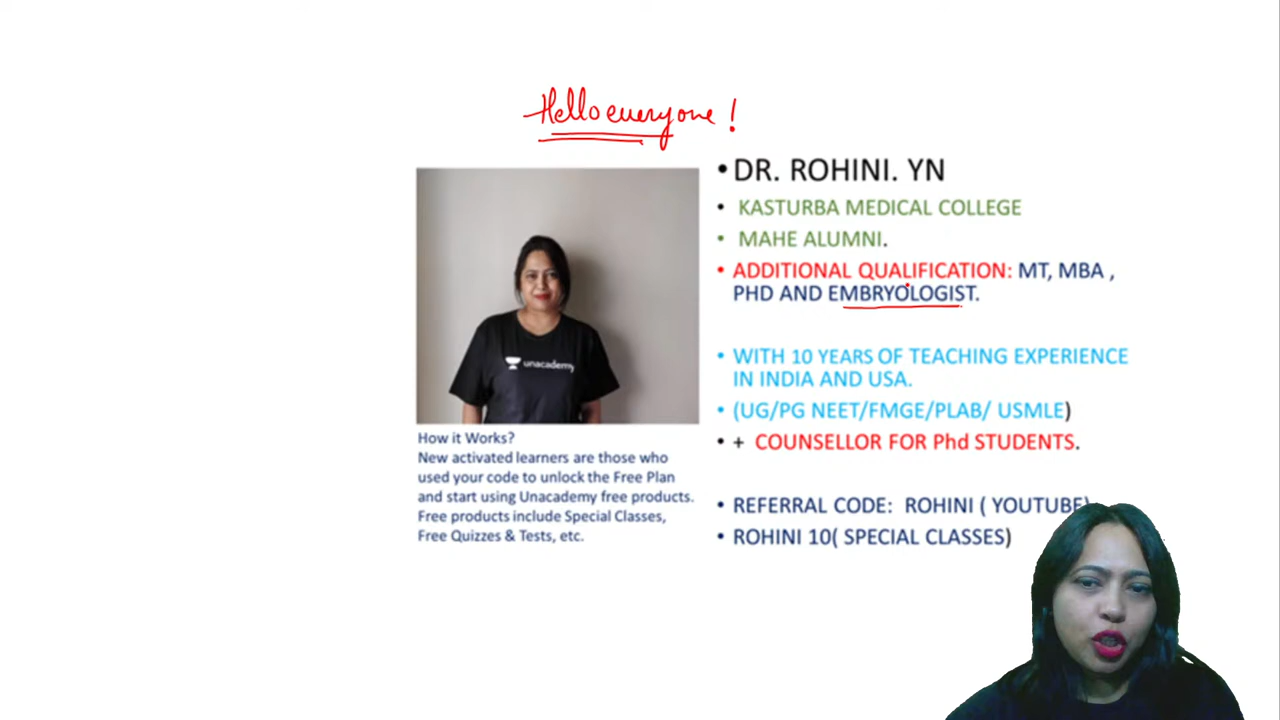 Hello everyone!
• DR. ROHINI. YN
• KASTURBA MEDICAL COLLEGE
• MAHE ALUMNI.
• ADDITIONAL QUALIFICATION: MT, MBA ,
PHD AND EMBRYOLOGIST.
unacademy
• WITH 10 YEARS OF TEACHING EXPERIENCE
IN INDIA AND USA.
• (UG/PG NEET/FMGE/PLAB/ USMLE)
• + COUNSELLOR FOR Phd STUDENTS.
How it Works?
New activated learners are those who
used your code to unlock the Free Plan
and start using Unacademy free products.
Free products include Special Classes,
Free Quizzes & Tests, etc.
• REFERRAL CODE: ROHINI ( YOUTUBE)
• ROHINI 10( SPECIAL CLASSES)